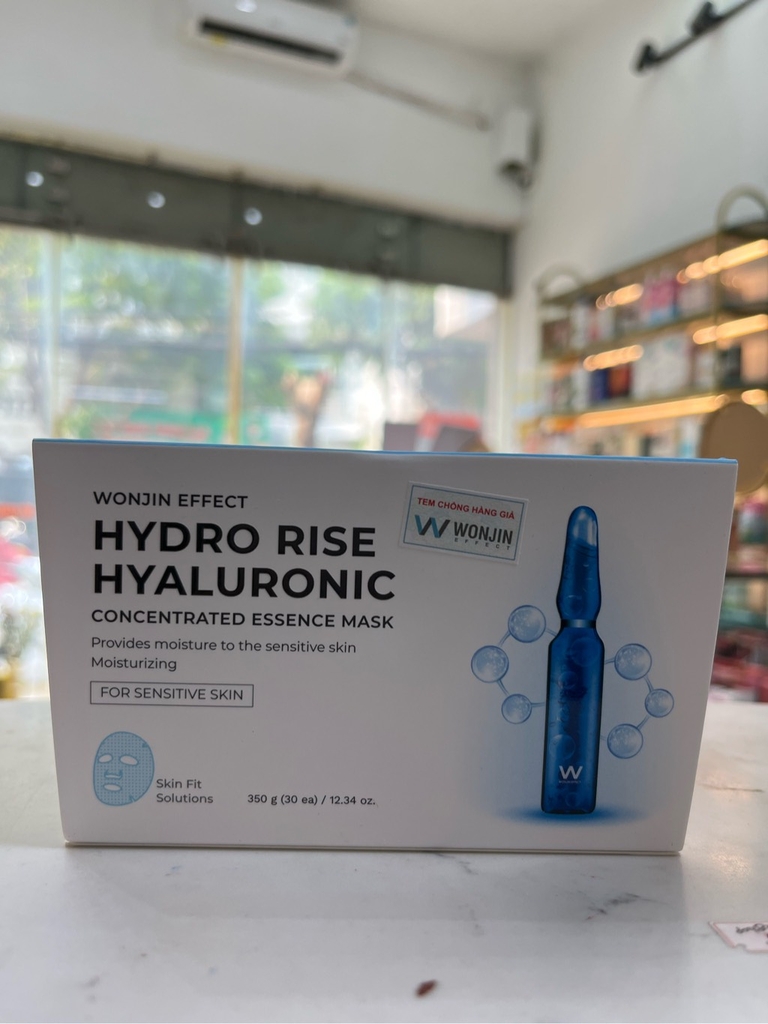 WONJIN EFFECT
HYDRO RISE
HYALURONIC
CONCENTRATED ESSENCE MASK
Provides moisture to the sensitive skin
Moisturizing
FOR SENSITIVE SKIN
Skin Fit
Solutions
350 g (30 ea) / 12.34 oz.
TEM CHỐNG HÀNG GIẢ
W WONJIN
EFFECT
W